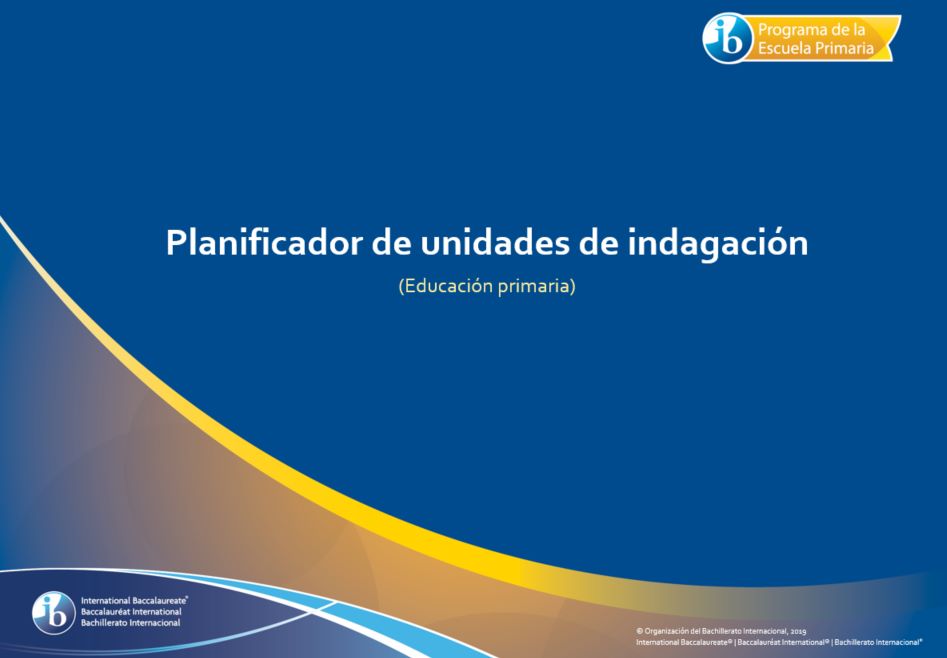 ib Programa de la
Escuela Primaria
Planificador de unidades de indagación
(Educación primaria)
ib
International Baccalaureate®
Baccalauréat International
Bachillerato Internacional
© Organización del Bachillerato Internacional, 2019
International Baccalaureate® | Baccalauréat International® | Bachillerato Internacional®